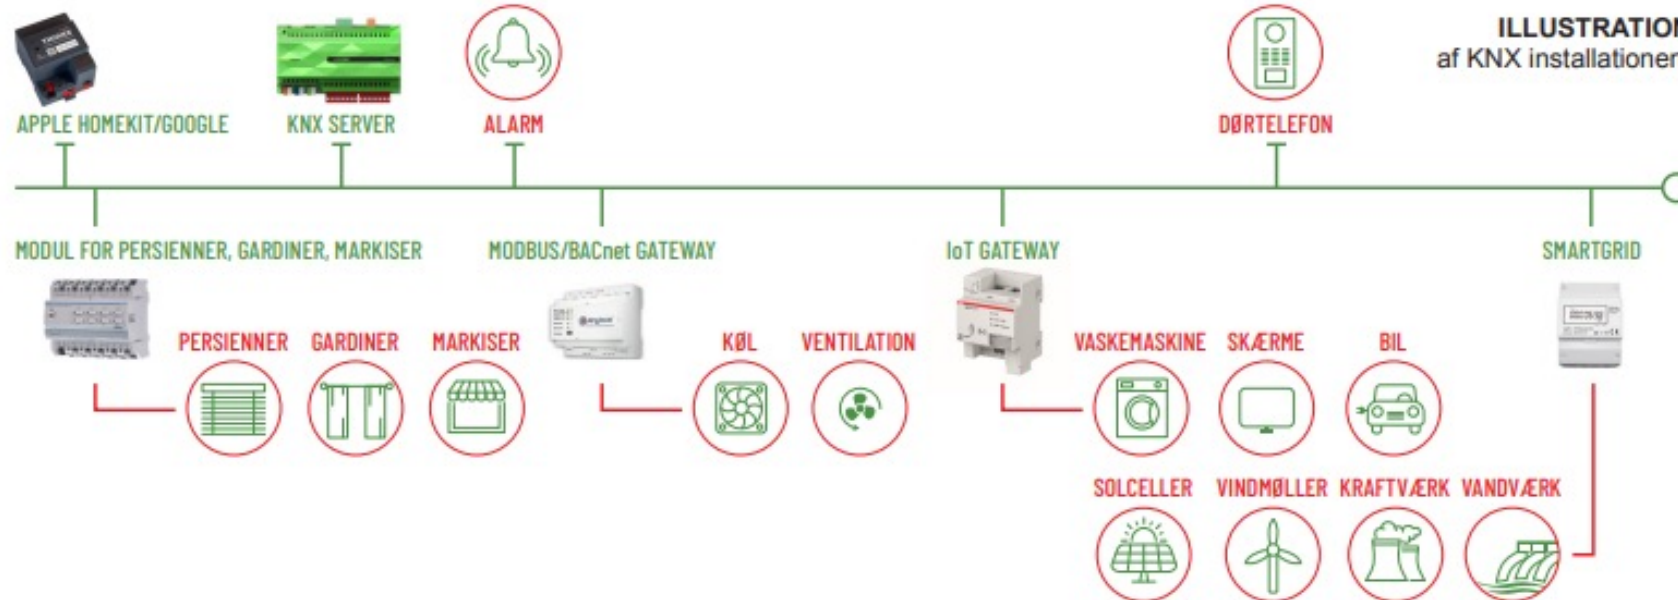 ILLUSTRATION
af KNX installationer
APPLE HOMEKIT/GOOGLE
KNX SERVER
ALARM
DØRTELEFON
MODUL FOR PERSIENNER, GARDINER, MARKISER
MODBUS/BACnet GATEWAY
IoT GATEWAY
SMARTGRID
PERSIENNER
GARDINER
MARKISER
KØL
VENTILATION
VASKEMASKINE
SKÆRME
BIL
SOLCELLER
VINDMØLLER
KRAFTVÆRK
VANDVÆRK